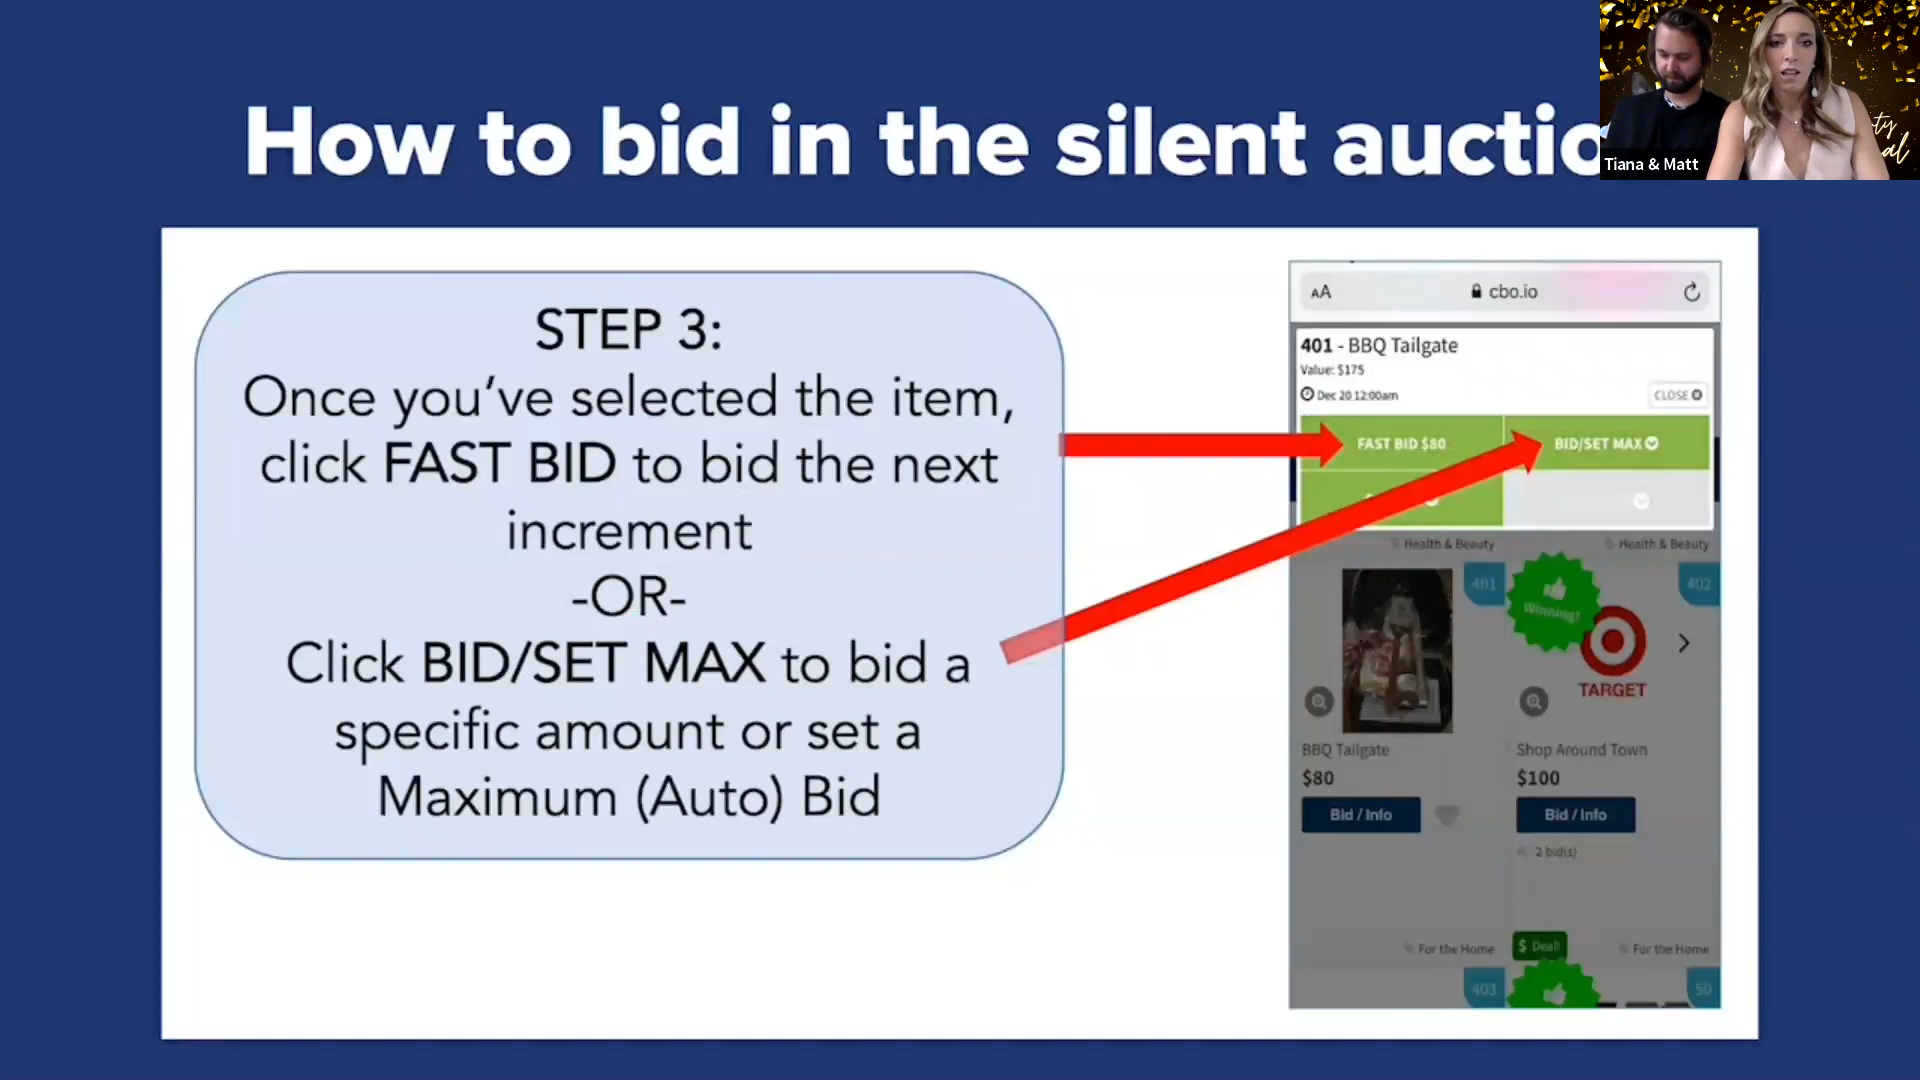 How to bid in the silent auctio
Tiana & Matt
STEP 3:
Once you've selected the item,
click FAST BID to bid the next
increment
-OR-
Click BID/SET MAX to bid a
specific amount or set a
Maximum (Auto) Bid
AA
cbo.io
401 - BBQ Tailgate
Value: $175
Dec 20 12:00am
CLOSE
FAST BID $80
BID/SET MAX
Health & Beauty
Health & Beauty
401
Winning!
402
TARGET
BBQ Tailgate
Shop Around Town
$80
$100
Bid / Info
Bid / Info
2 bid(s)
For the Home
$ Deal!
For the Home
403
50